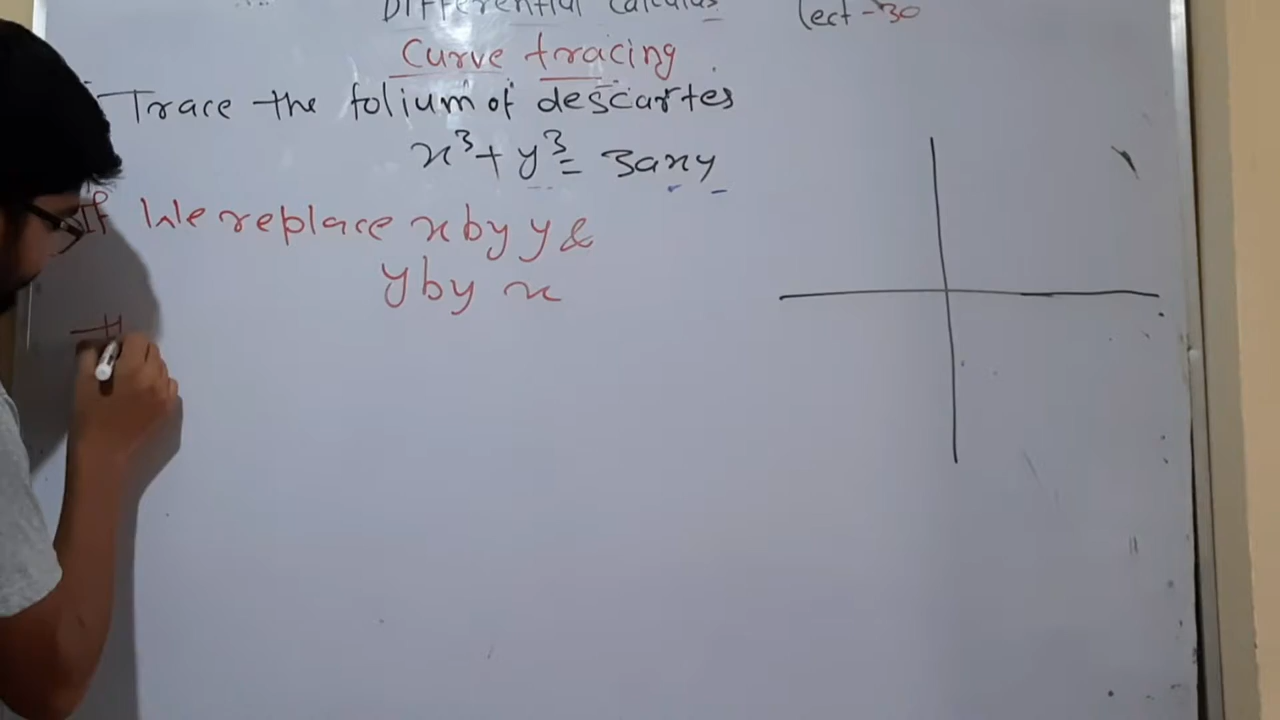 Differential Calculus
Lect-30
Curve tracing
Trace the folium of descartes
x³ + y³ = 3axy
If We replace x by y &
y by x